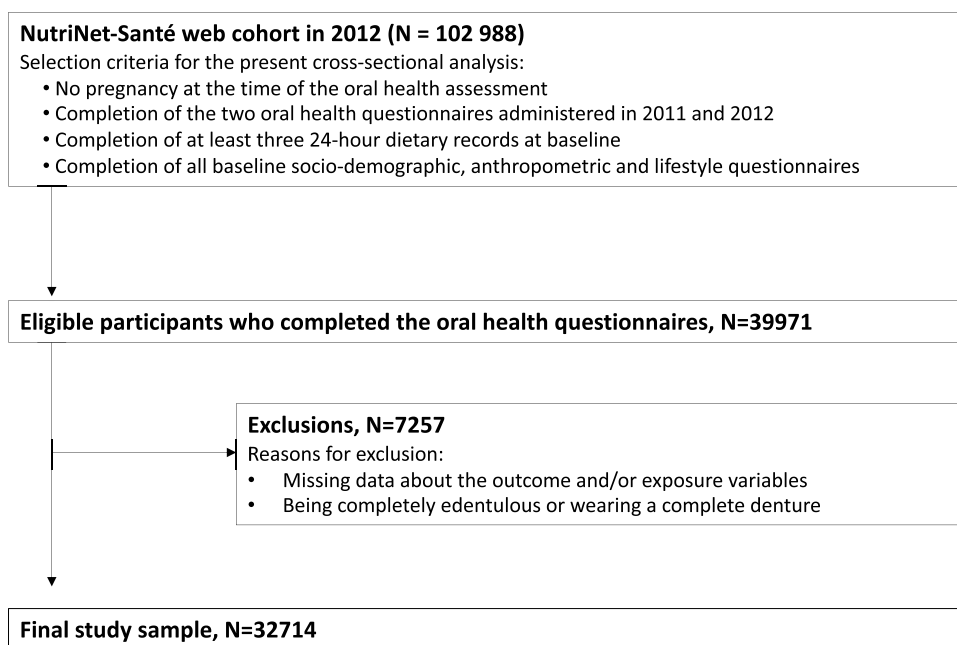 NutriNet-Santé web cohort in 2012 (N = 102 988)
Selection criteria for the present cross-sectional analysis:
• No pregnancy at the time of the oral health assessment
• Completion of the two oral health questionnaires administered in 2011 and 2012
• Completion of at least three 24-hour dietary records at baseline
• Completion of all baseline socio-demographic, anthropometric and lifestyle questionnaires
Eligible participants who completed the oral health questionnaires, N=39971
Exclusions, N=7257
Reasons for exclusion:
• Missing data about the outcome and/or exposure variables
• Being completely edentulous or wearing a complete denture
Final study sample, N=32714